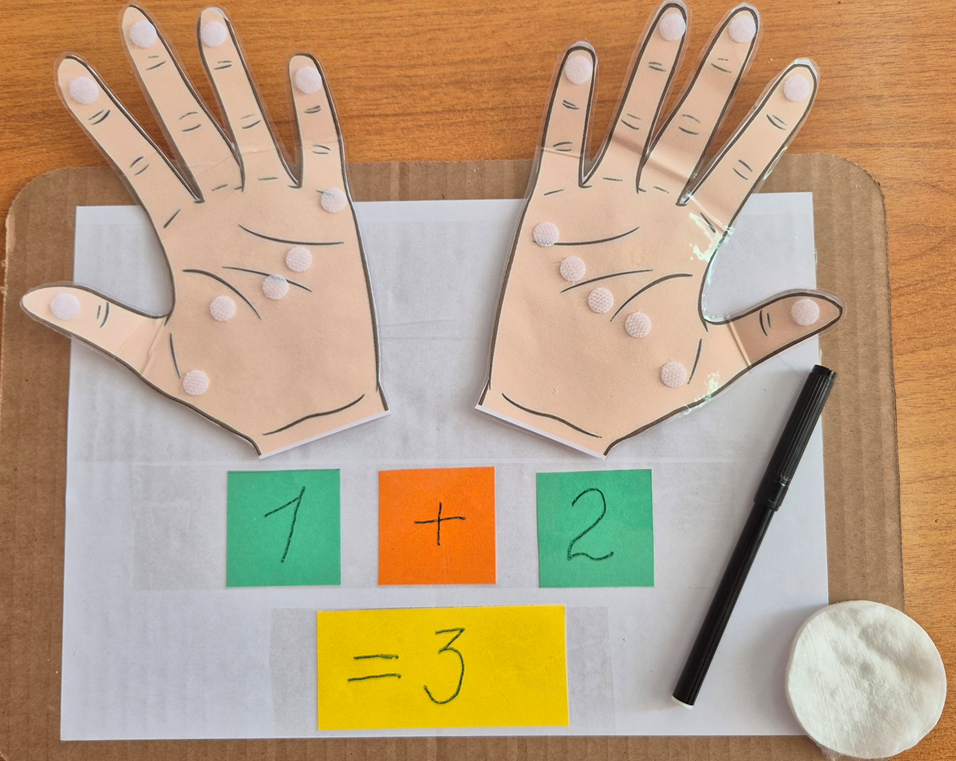 1 + 2
= 3